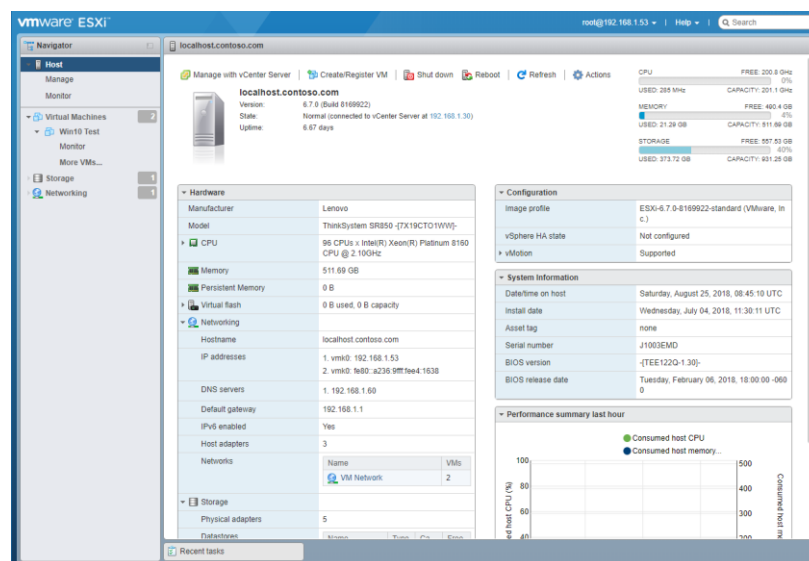 vmware ESXi
root@192.168.1.53 | Help | Search
Navigator
localhost.contoso.com
Host
Manage
Monitor
Virtual Machines 2
Win10 Test
Monitor
More VMs...
Storage 1
Networking 1
Manage with vCenter Server | Create/Register VM | Shut down Reboot | Refresh | Actions
localhost.contoso.com
Version: 6.7.0 (Build 8169922)
State: Normal (connected to vCenter Server at 192.168.1.30)
Uptime: 6.67 days
CPU FREE: 200.8 GHz
0%
USED: 285 MHz CAPACITY: 201.1 GHz
MEMORY FREE: 490.4 GB
4%
USED: 21.29 GB CAPACITY: 511.69 GB
STORAGE FREE: 557.53 GB
40%
USED: 373.72 GB CAPACITY: 931.25 GB
Hardware
Manufacturer Lenovo
Model ThinkSystem SR850 -[7X19CTO1WW]-
CPU 96 CPUs x Intel(R) Xeon(R) Platinum 8160
CPU @ 2.10GHz
Memory 511.69 GB
Persistent Memory 0 B
Virtual flash 0 B used, 0 B capacity
Networking
Hostname localhost.contoso.com
IP addresses 1. vmk0: 192.168.1.53
2. vmk0: fe80::a236:9fff:fee4:1638
DNS servers 1. 192.168.1.60
Default gateway 192.168.1.1
IPv6 enabled Yes
Host adapters 3
Networks Name VMs
VM Network 2
Storage
Physical adapters 5
Datastores Name Type Ca... Free
Configuration
Image profile ESXi-6.7.0-8169922-standard (VMware, In
c.)
vSphere HA state Not configured
vMotion Supported
System Information
Date/time on host Saturday, August 25, 2018, 08:45:10 UTC
Install date Wednesday, July 04, 2018, 11:30:11 UTC
Asset tag none
Serial number J1003EMD
BIOS version -[TEE122Q-1.30]-
BIOS release date Tuesday, February 06, 2018, 18:00:00 -060
0
Performance summary last hour
Consumed host CPU
Consumed host memory...
100
80
60
40
500
400
300
200
host CPU (%)
Consumed host m
Recent tasks